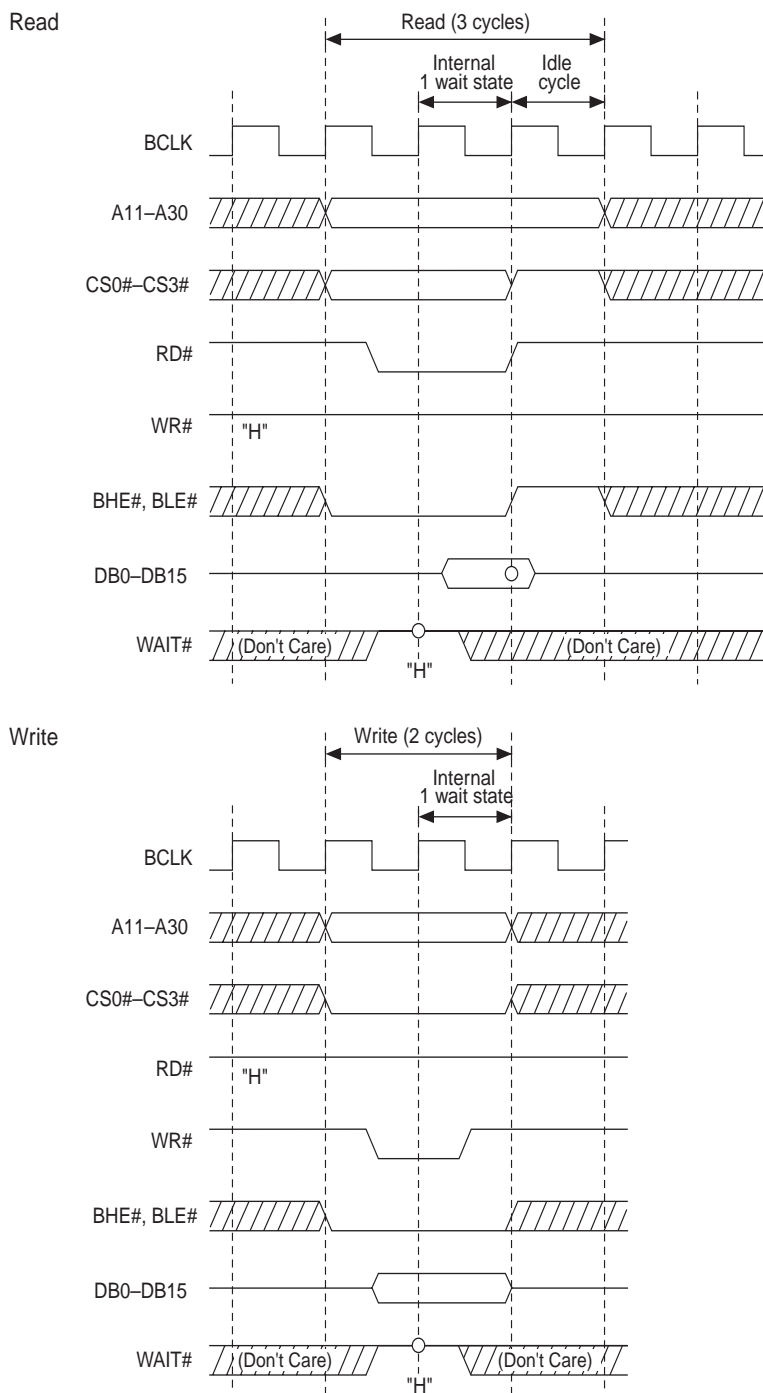 Read
Read (3 cycles)
Internal
1 wait state
Idle
cycle
BCLK
A11–A30
CS0#–CS3#
RD#
WR#
"H"
BHE#, BLE#
DB0–DB15
WAIT#
(Don't Care)
"H"
(Don't Care)
Write
Write (2 cycles)
Internal
1 wait state
BCLK
A11–A30
CS0#–CS3#
RD#
"H"
WR#
BHE#, BLE#
DB0–DB15
WAIT#
(Don't Care)
"H"
(Don't Care)